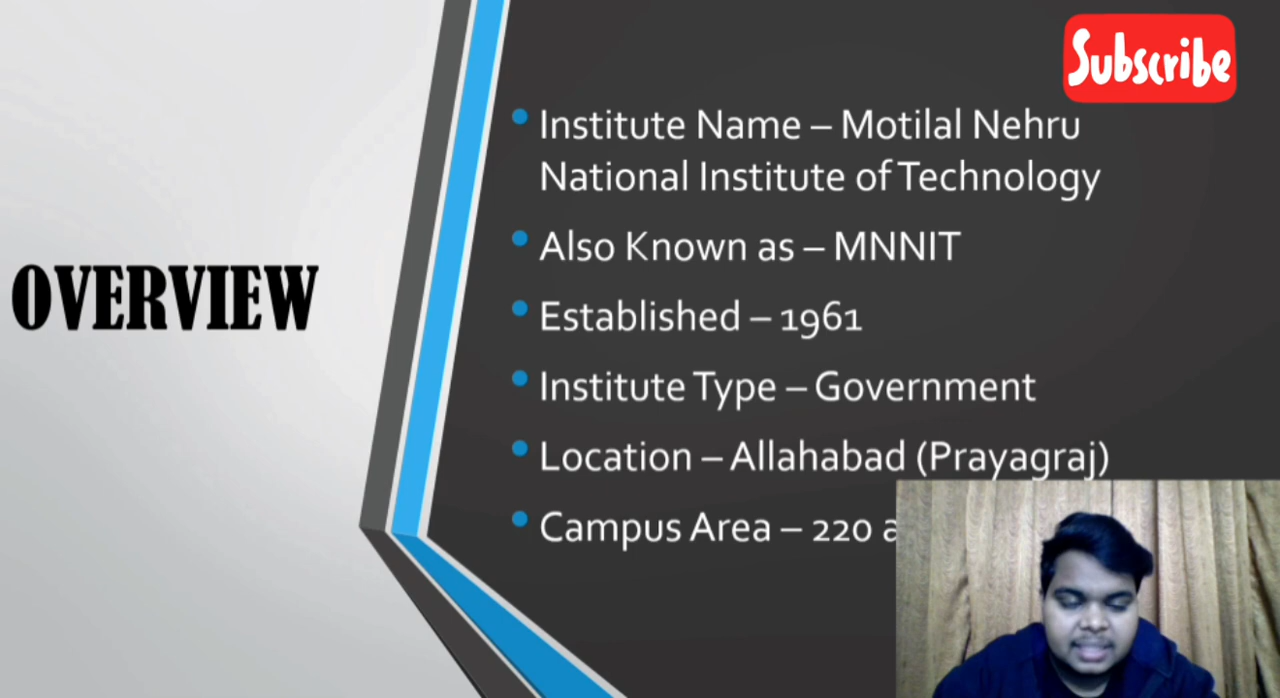 Subscribe
Institute Name – Motilal Nehru
National Institute of Technology
Also Known as – MNNIT
Established – 1961
OVERVIEW
Institute Type – Government
Location – Allahabad (Prayagraj)
Campus Area – 220